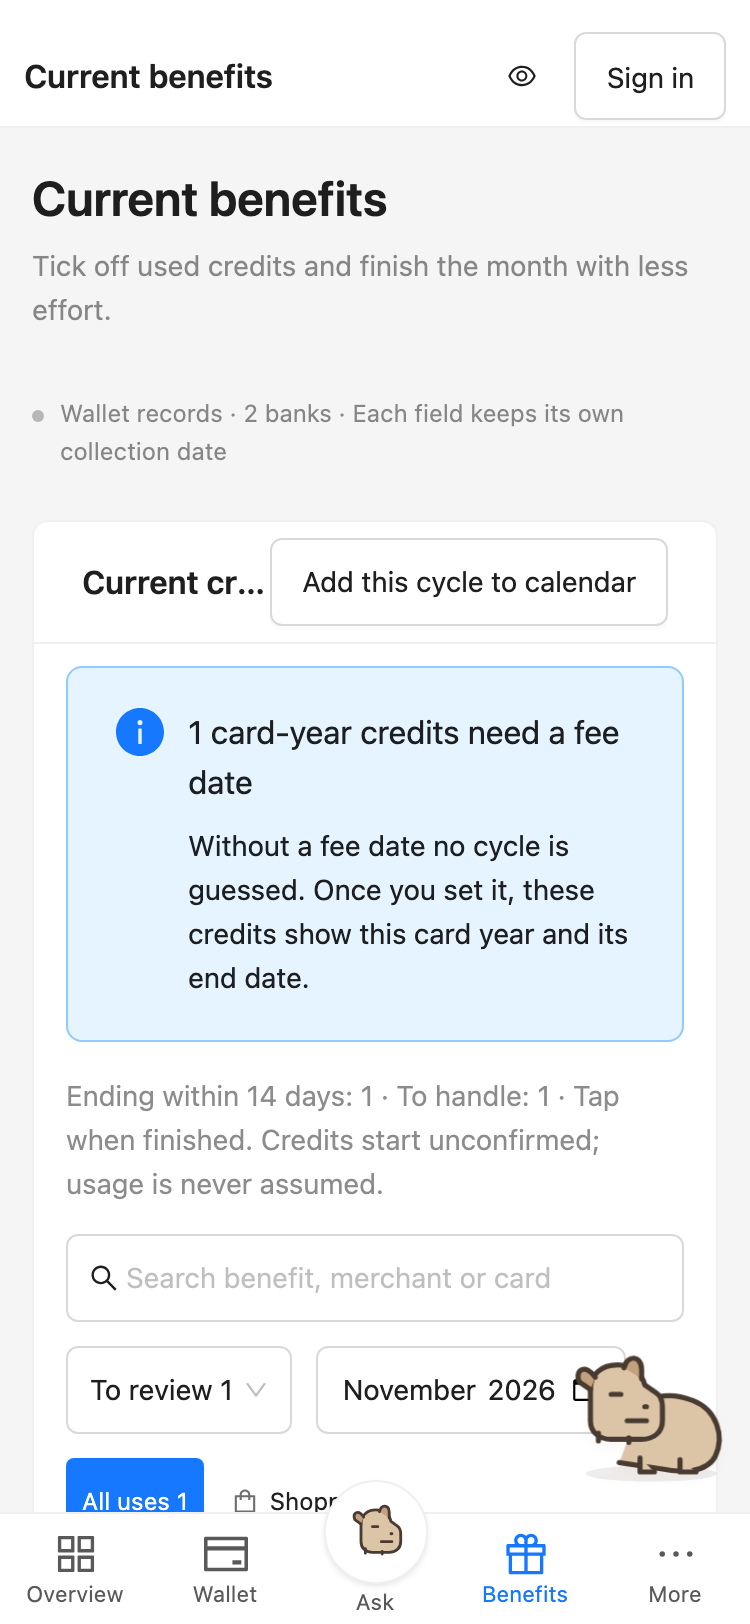 Current benefits
Sign in
Current benefits
Tick off used credits and finish the month with less
effort.
Wallet records · 2 banks · Each field keeps its own
collection date
Current cr...
Add this cycle to calendar
1 card-year credits need a fee
date
Without a fee date no cycle is
guessed. Once you set it, these
credits show this card year and its
end date.
Ending within 14 days: 1 · To handle: 1 · Tap
when finished. Credits start unconfirmed;
usage is never assumed.
Search benefit, merchant or card
To review 1
November 2026
All uses 1
Overview
Wallet
Ask
Benefits
More